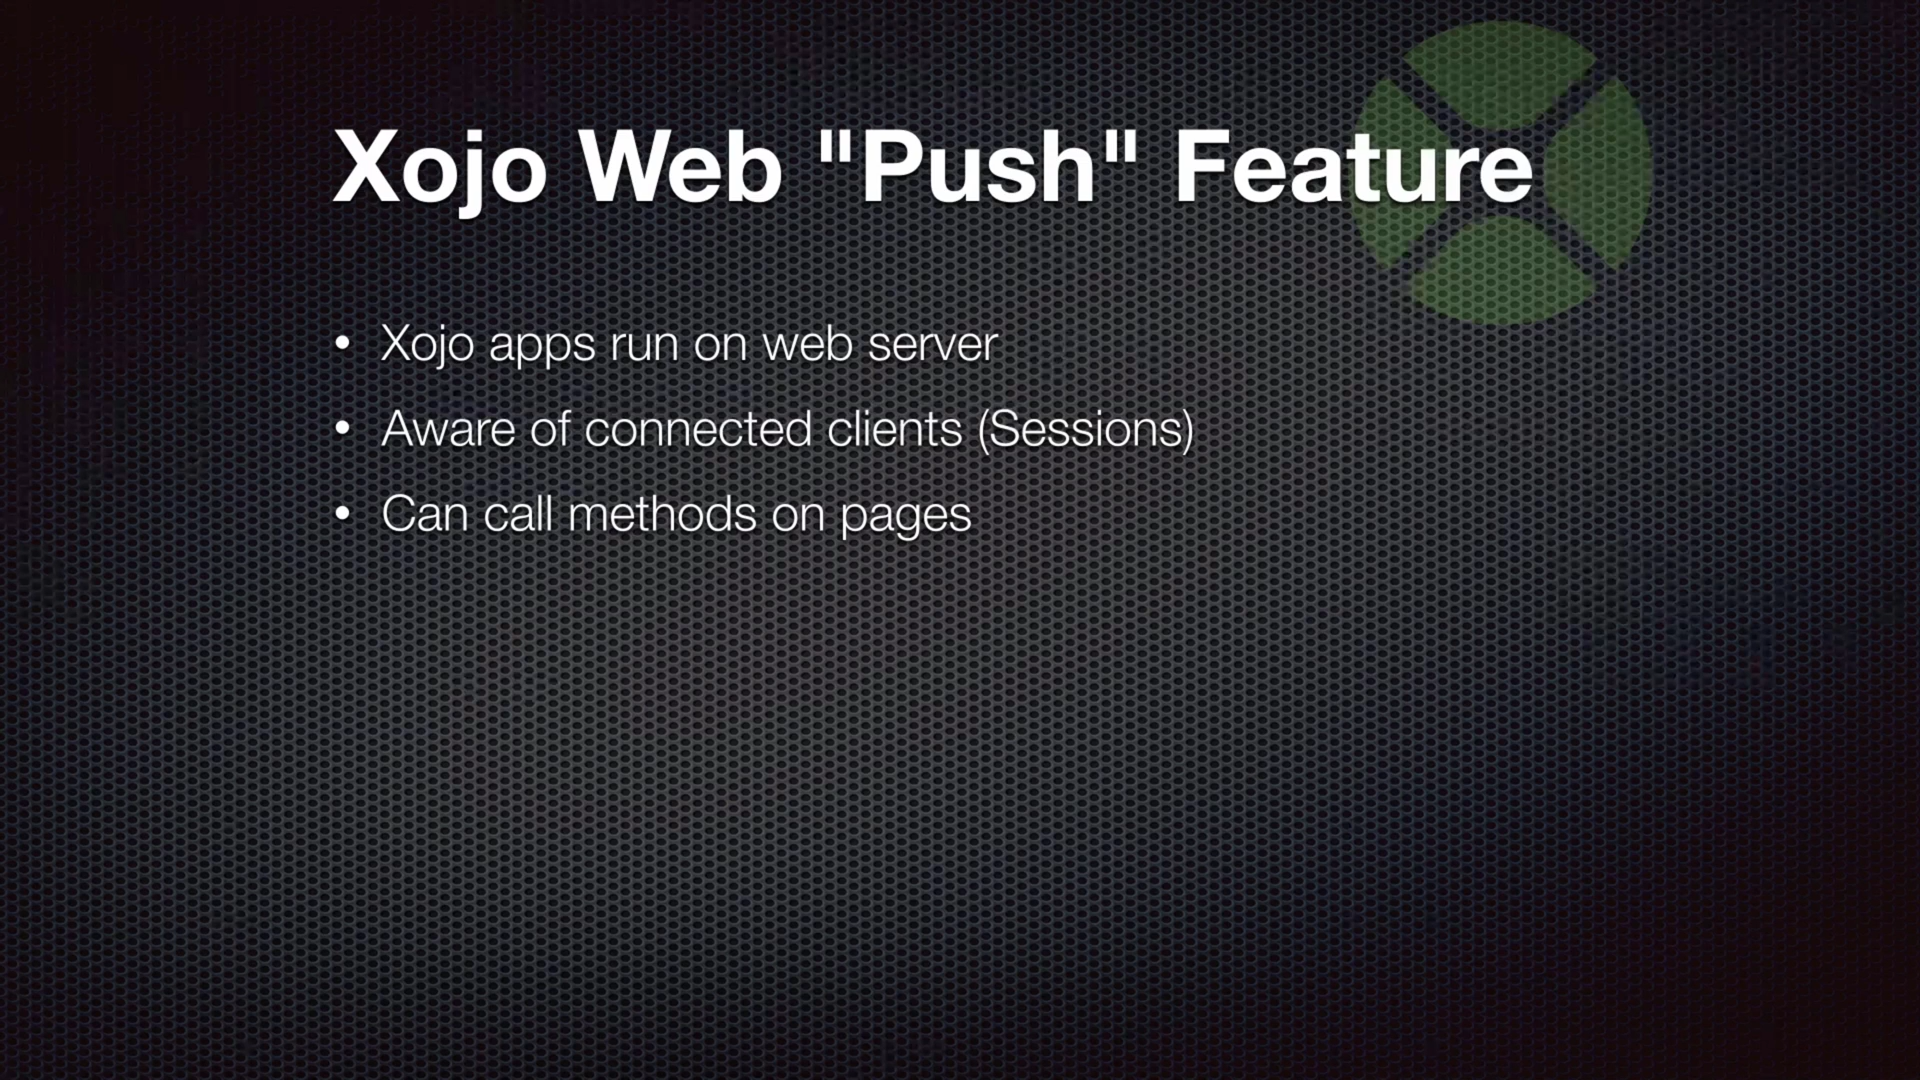 Xojo Web "Push" Feature
• Xojo apps run on web server
• Aware of connected clients (Sessions)
• Can call methods on pages